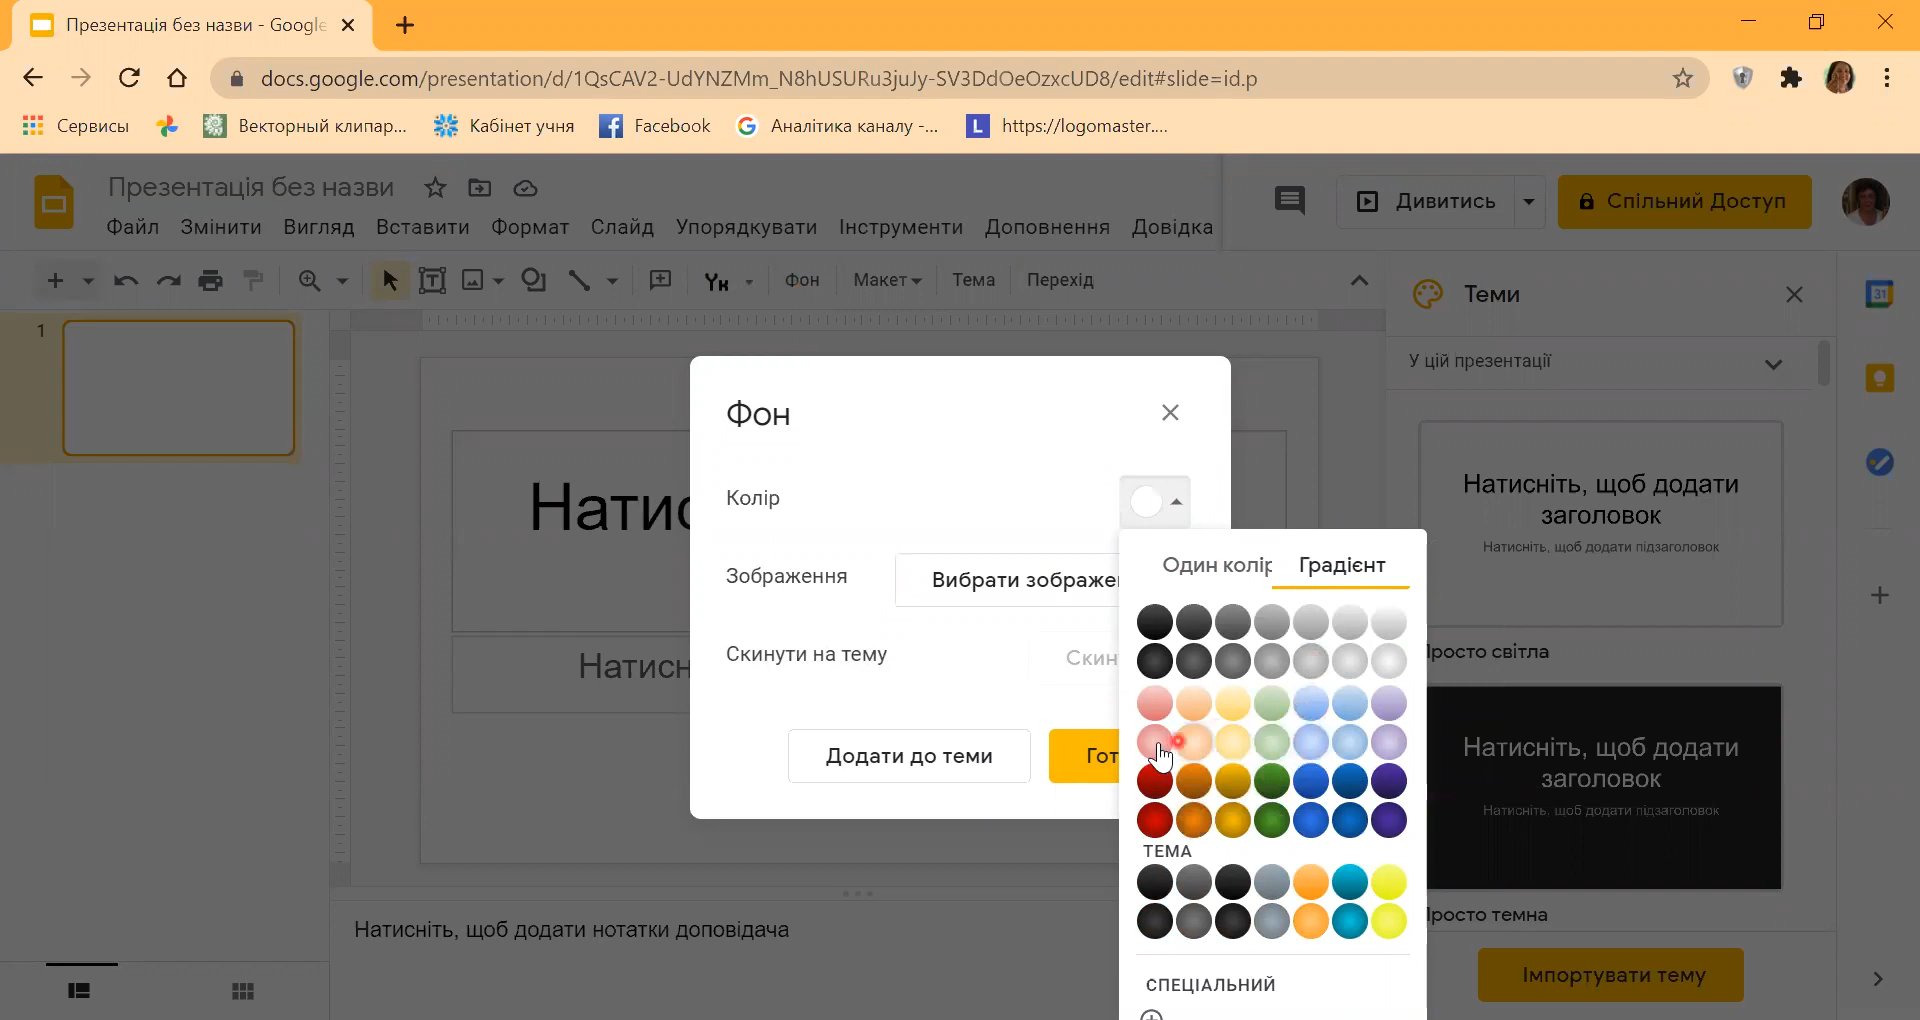 Презентація без назви - Google
docs.google.com/presentation/d/1QsCAV2-UdYNZMm_N8hUSURu3juJy-SV3DdOeOzxcUD8/edit#slide=id.p
Сервисы
Векторный клипар...
Кабінет учня
Facebook
Аналітика каналу -...
L
https://logomaster....
Презентація без назви
Дивитись
Спільний Доступ
Файл Змінити Вигляд Вставити Формат Слайд Упорядкувати Інструменти Доповнення Довідка
Ук
Фон
Макет
Тема
Перехід
Теми
31
1
У цій презентації
Фон
Колір
Натис
Натисніть, щоб додати
заголовок
Натисніть, щоб додати підзаголовок
Один колір
Градієнт
Зображення
Вибрати зображе
Скинути на тему
Скин
Натисн
Просто світла
Додати до теми
Гот
Натисніть, щоб додати
заголовок
Натисніть, щоб додати підзаголовок
ТЕМА
Просто темна
Натисніть, щоб додати нотатки доповідача
Імпортувати тему
СПЕЦІАЛЬНИЙ